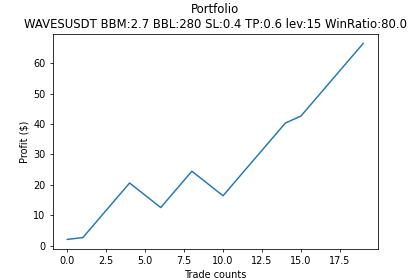 Portfolio
WAVESUSDT BBM:2.7 BBL:280 SL:0.4 TP:0.6 lev:15 WinRatio:80.0
60
50
40
30
20
10
0
Profit ($)
0.0 2.5 5.0 7.5 10.0 12.5 15.0 17.5
Trade counts